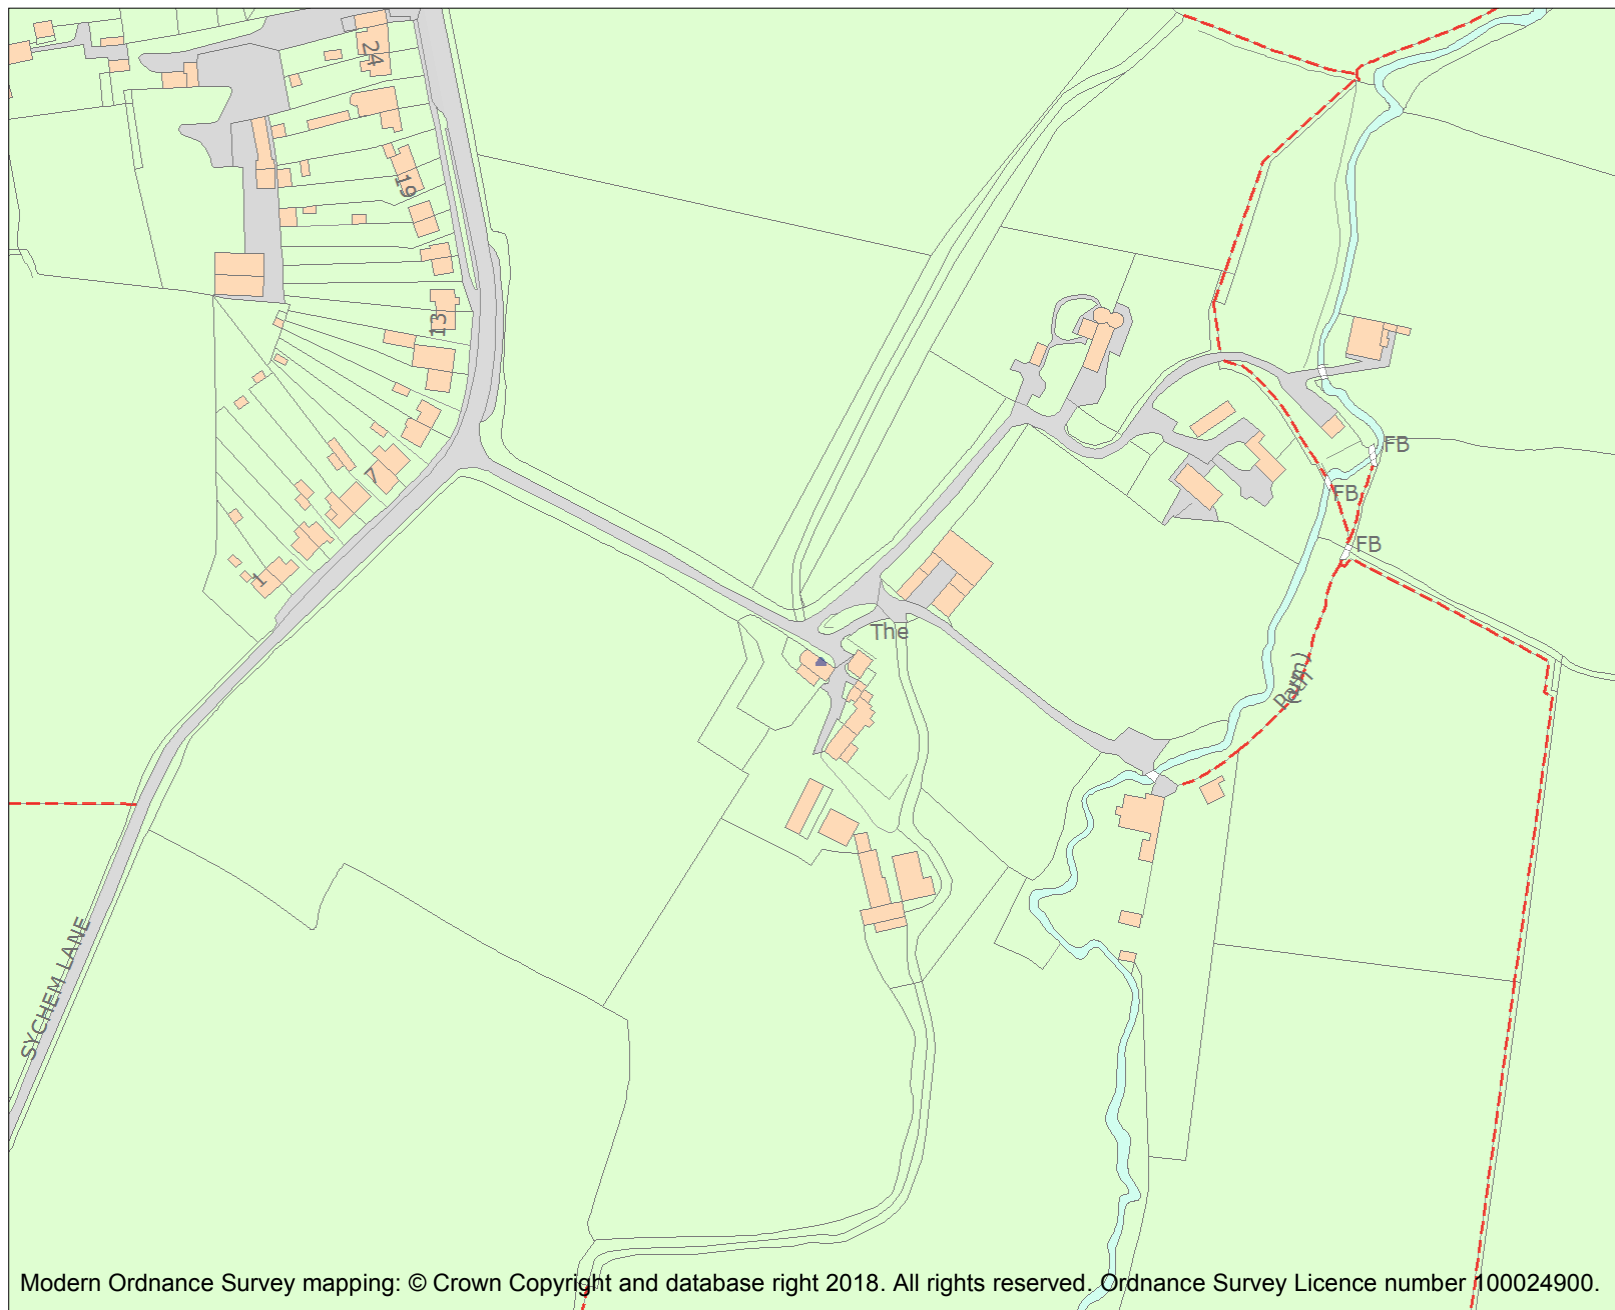 24
19
13
7
1
FB
FB
FB
The
Path
(um)
SYCHEM LANE
Modern Ordnance Survey mapping: © Crown Copyright and database right 2018. All rights reserved. Ordnance Survey Licence number 100024900.